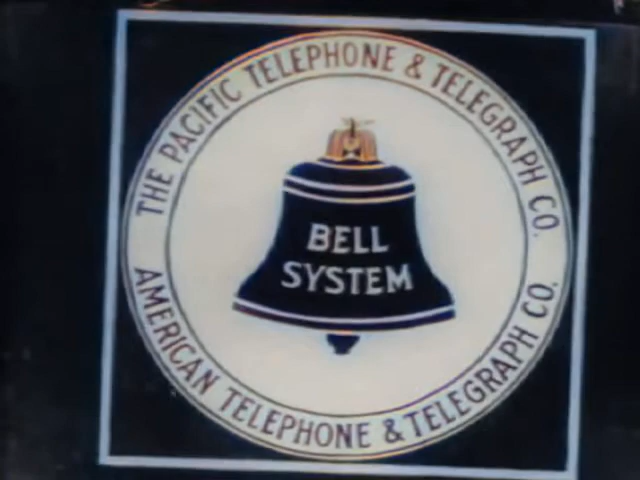 THE PACIFIC TELEPHONE & TELEGRAPH CO.
BELL
SYSTEM
AMERICAN TELEPHONE & TELEGRAPH CO.